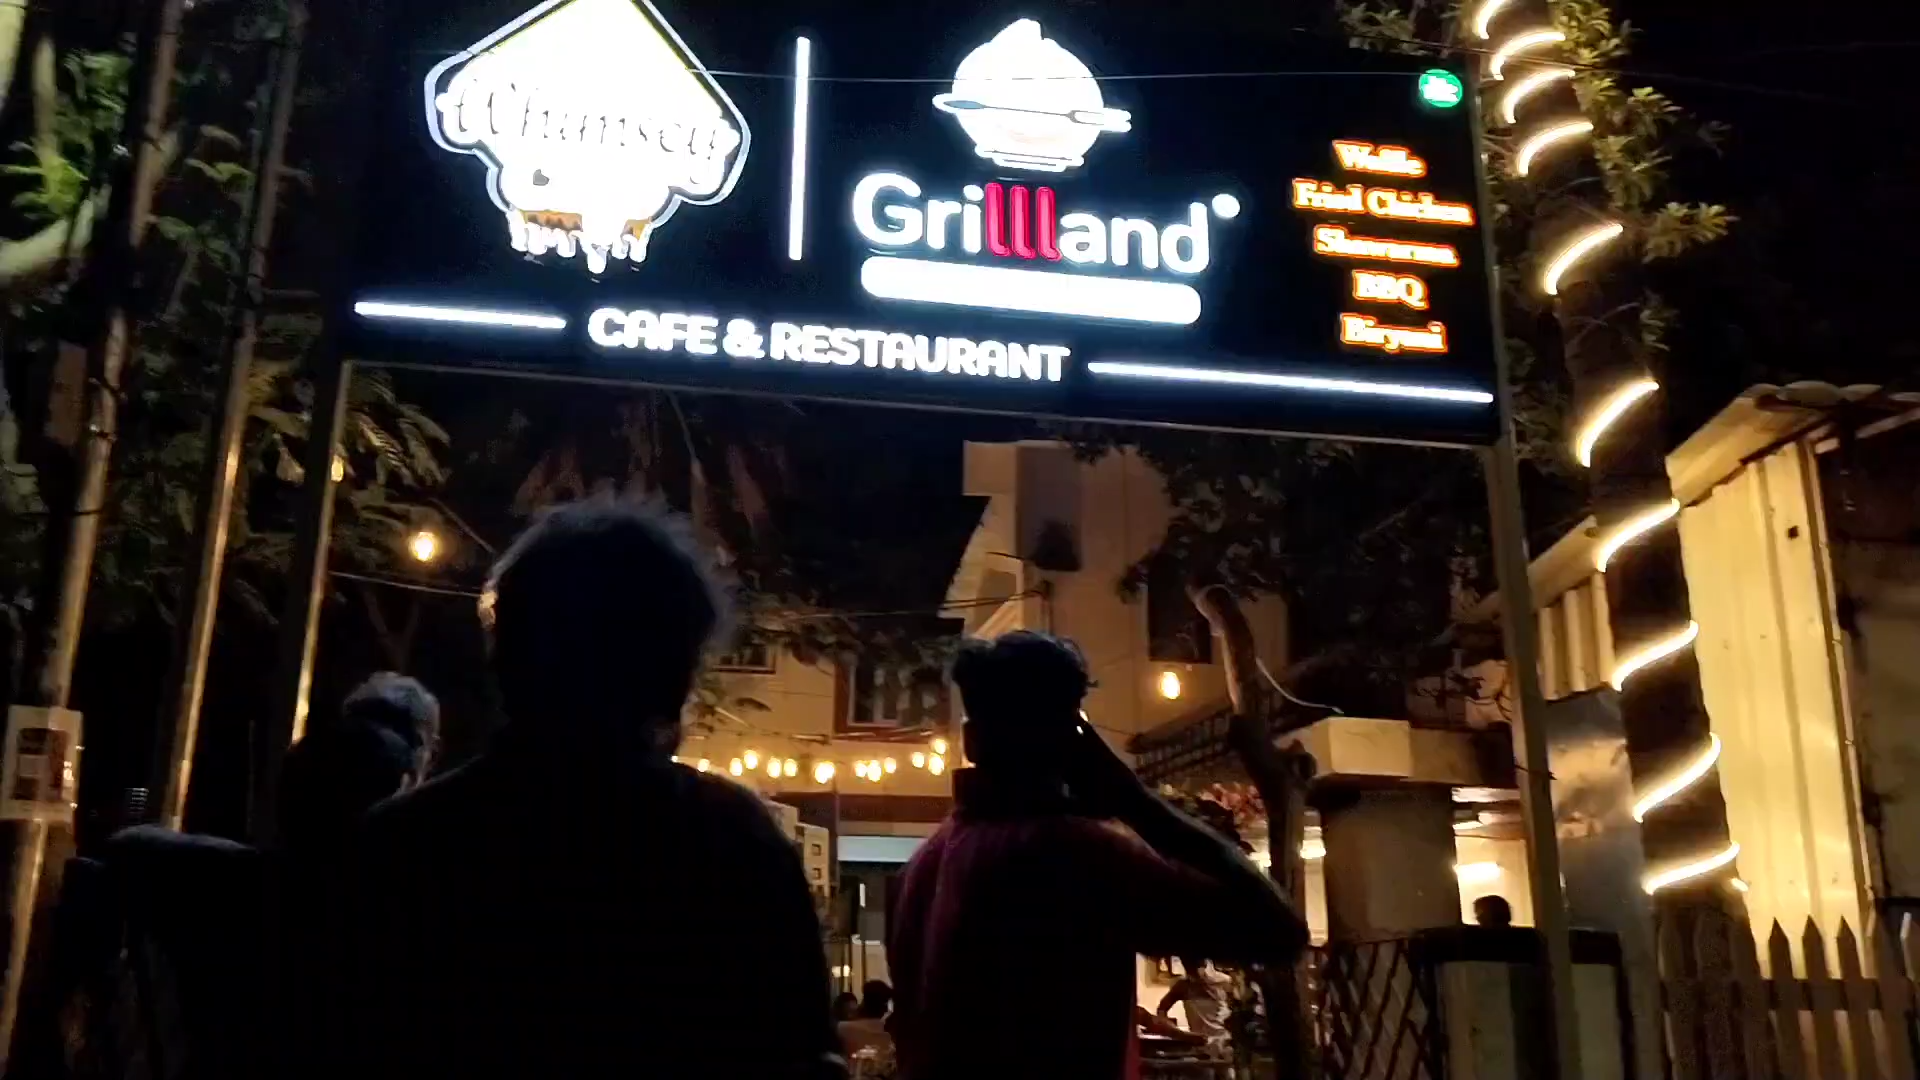 Whimsey
Grillland
CAFE & RESTAURANT
Waffle
Fried Chicken
Shawarma
BBQ
Biryani